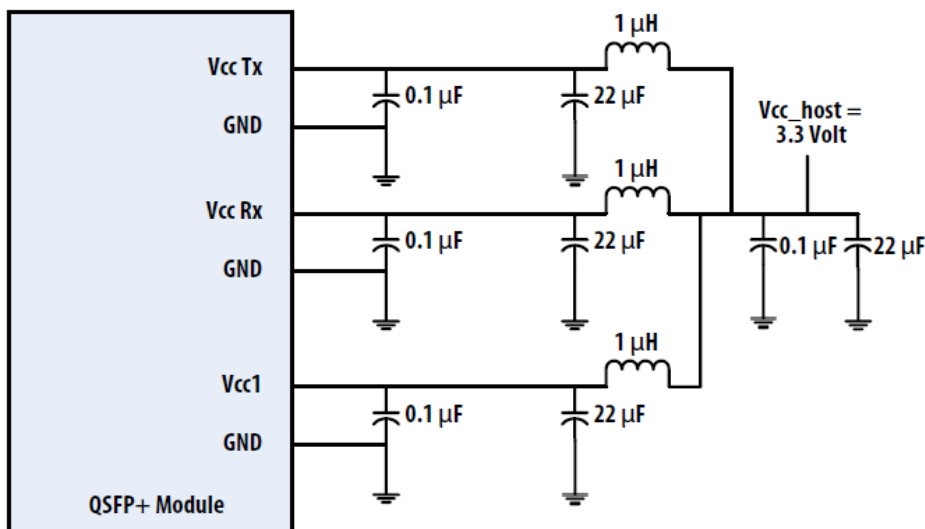 1 µH
Vcc Tx
0.1 µF
22 µF
GND
Vcc_host =
3.3 Volt
1 µH
Vcc Rx
0.1 µF
22 µF
0.1 µF
22 µF
GND
1 µH
Vcc1
0.1 µF
22 µF
GND
QSFP+ Module